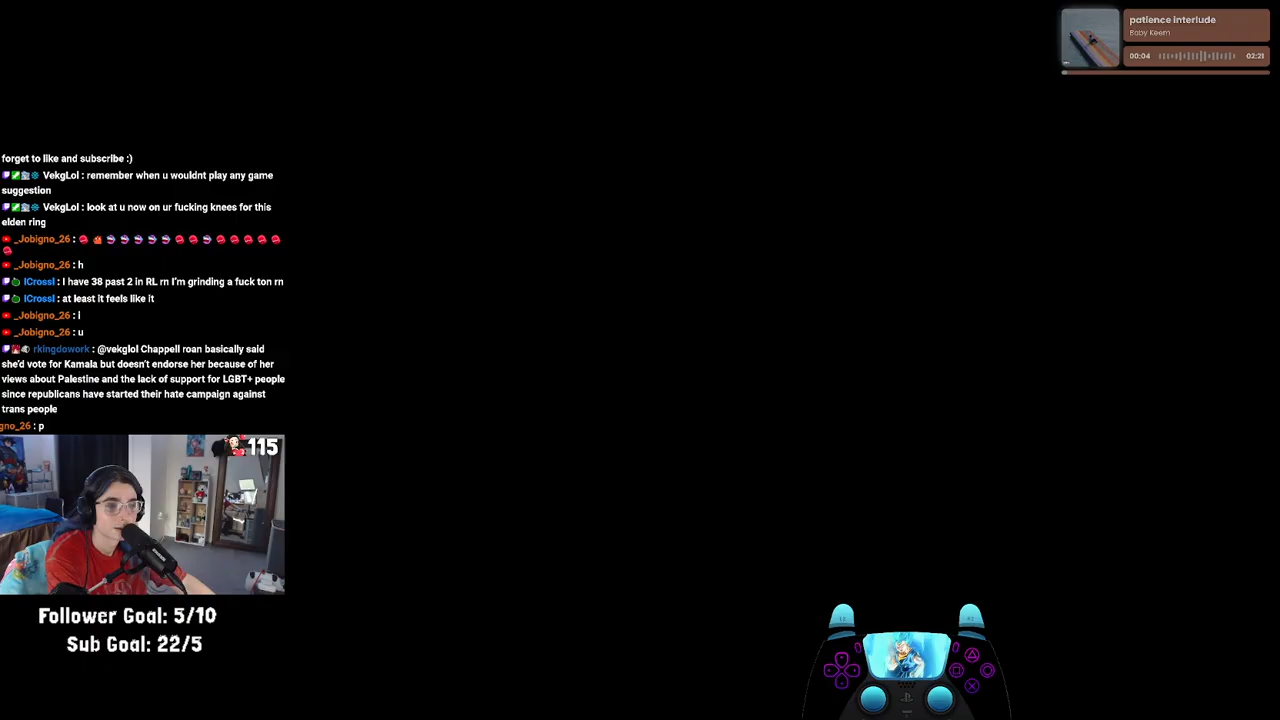 patience interlude
Baby Keem
00:04
02:21
forget to like and subscribe :)
VekgLol : remember when u wouldnt play any game
suggestion
VekgLol : look at u now on ur fucking knees for this
elden ring
_Jobigno_26 :
_Jobigno_26 : h
ICrossI : I have 38 past 2 in RL rn I'm grinding a fuck ton rn
ICrossI : at least it feels like it
_Jobigno_26 : i
_Jobigno_26 : u
rkingdowork : @vekglol Chappell roan basically said
she'd vote for Kamala but doesn't endorse her because of her
views about Palestine and the lack of support for LGBT+ people
since republicans have started their hate campaign against
trans people
gno_26 : p
115
Follower Goal: 5/10
Sub Goal: 22/5
L2
R2